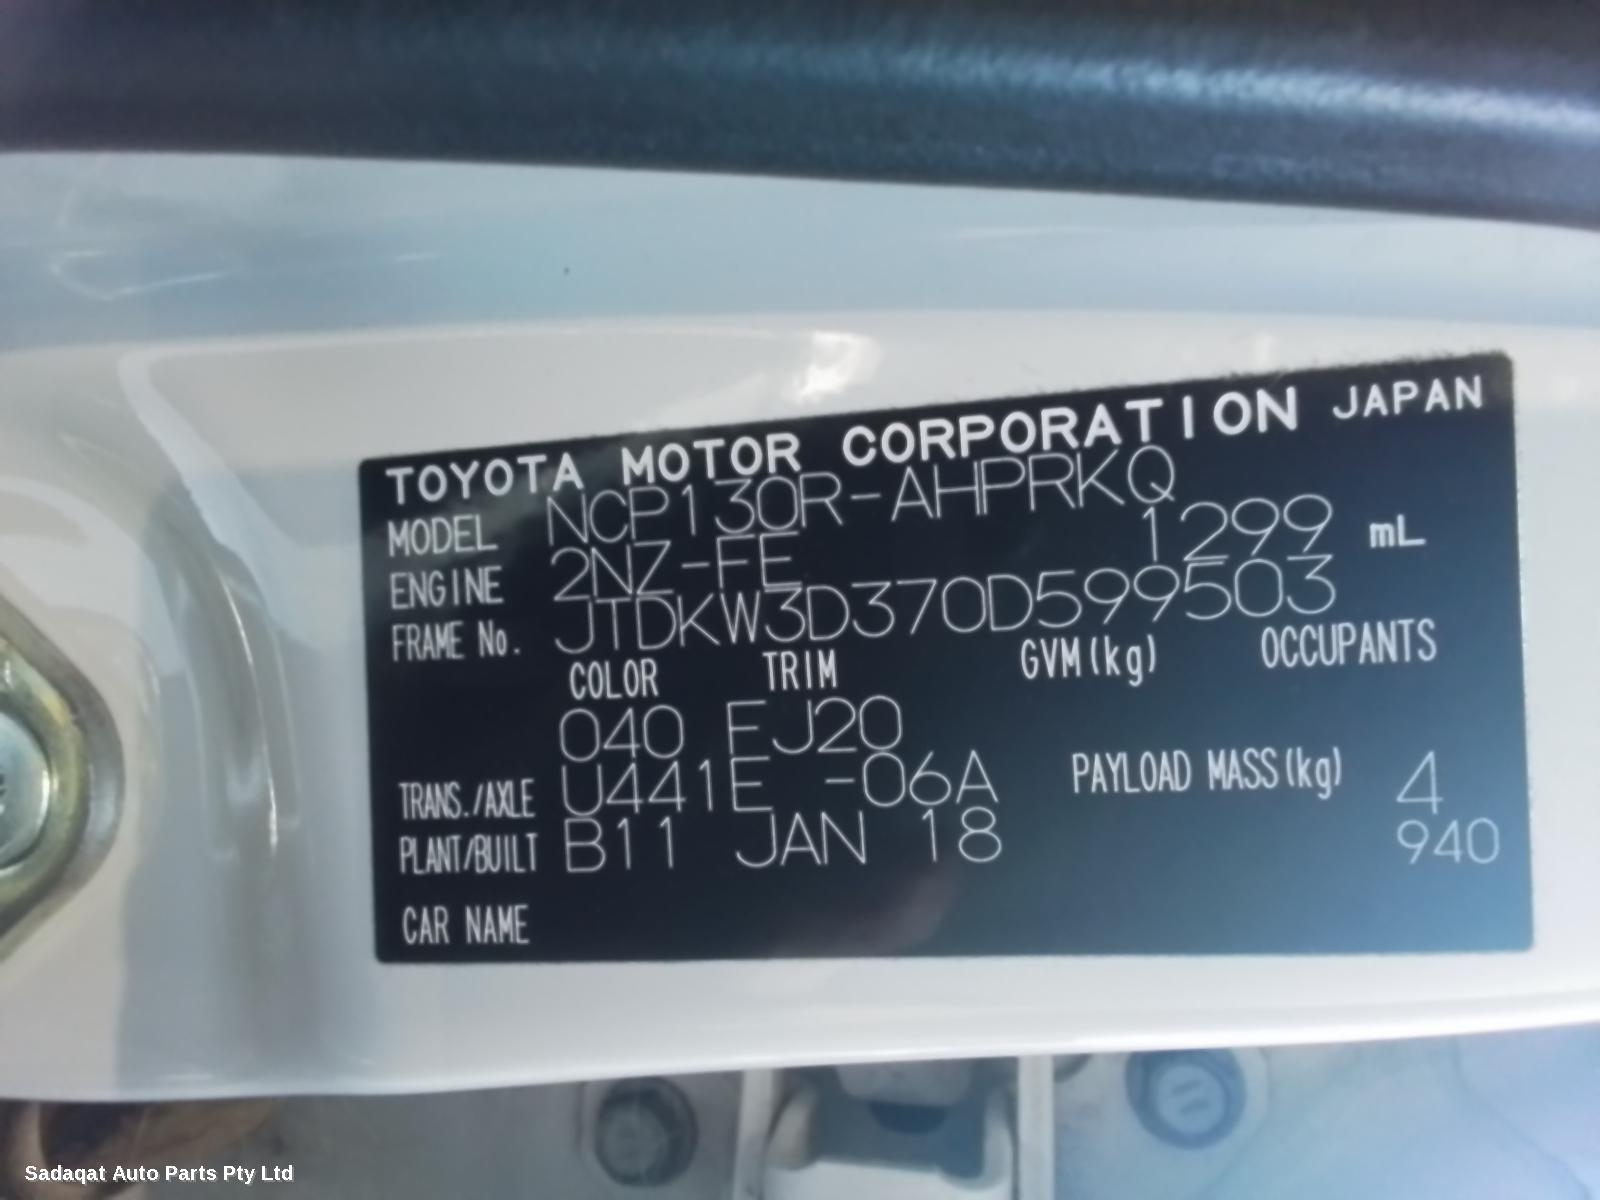 TOYOTA MOTOR CORPORATION JAPAN
MODEL NCP130R-AHPRKQ
ENGINE 2NZ-FE 1299 mL
FRAME No. JTDKW3D370D599503
COLOR TRIM GVM(kg) OCCUPANTS
040 EJ20
TRANS./AXLE U441E -06A PAYLOAD MASS(kg) 4
PLANT/BUILT B11 JAN 18 940
CAR NAME
Sadaqat Auto Parts Pty Ltd